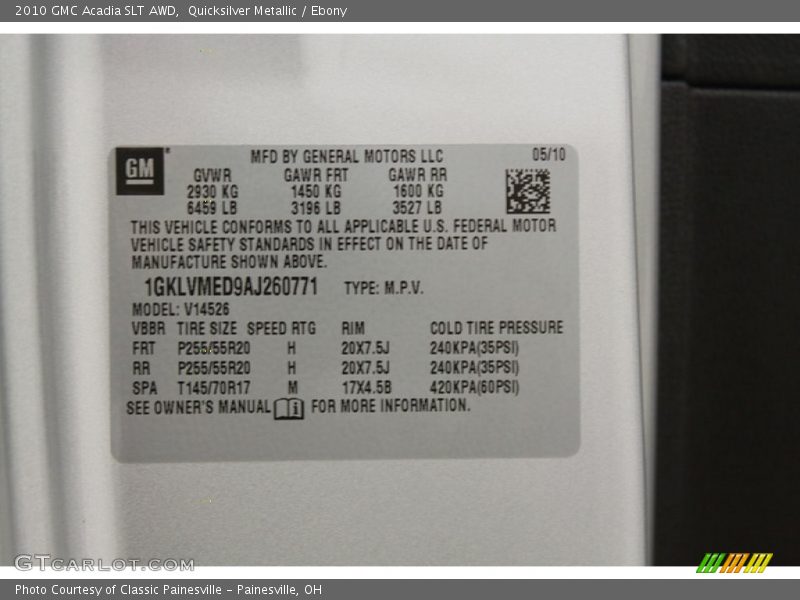 2010 GMC Acadia SLT AWD,  Quicksilver Metallic / Ebony
GM
MFD BY GENERAL MOTORS LLC 05/10
GVWR GAWR FRT GAWR RR
2930 KG 1450 KG 1600 KG
6459 LB 3196 LB 3527 LB
THIS VEHICLE CONFORMS TO ALL APPLICABLE U.S. FEDERAL MOTOR
VEHICLE SAFETY STANDARDS IN EFFECT ON THE DATE OF
MANUFACTURE SHOWN ABOVE.
1GKLVMED9AJ260771 TYPE: M.P.V.
MODEL: V14526
VBBR TIRE SIZE SPEED RTG RIM COLD TIRE PRESSURE
FRT P255/55R20 H 20X7.5J 240KPA(35PSI)
RR P255/55R20 H 20X7.5J 240KPA(35PSI)
SPA T145/70R17 M 17X4.5B 420KPA(60PSI)
SEE OWNER'S MANUAL FOR MORE INFORMATION.
GTCARLOT.COM
Photo Courtesy of Classic Painesville – Painesville, OH